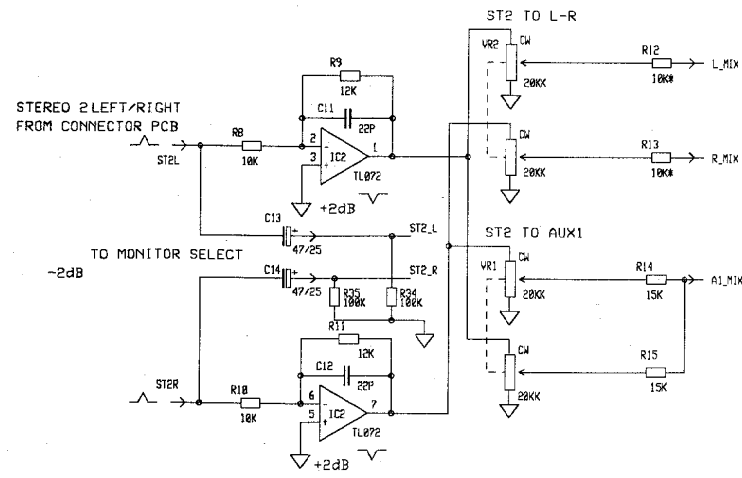 ST2 TO L-R
VR2
CW
R12
L_MIX
20KK
10K*
R9
12K
C11
22P
STEREO 2 LEFT/RIGHT
FROM CONNECTOR PCB
R8
ST2L
10K
2
3
-
+
IC2
1
TL072
+2dB
CW
R13
R_MIX
20KK
10K*
C13
+
47/25
ST2_L
TO MONITOR SELECT
-2dB
C14
+
47/25
ST2_R
R35
100K
R34
100K
ST2 TO AUX1
VR1
CW
R14
A1_MIX
20KK
15K
R11
12K
C12
22P
CW
R15
20KK
15K
ST2R
R10
10K
6
5
-
+
IC2
7
TL072
+2dB